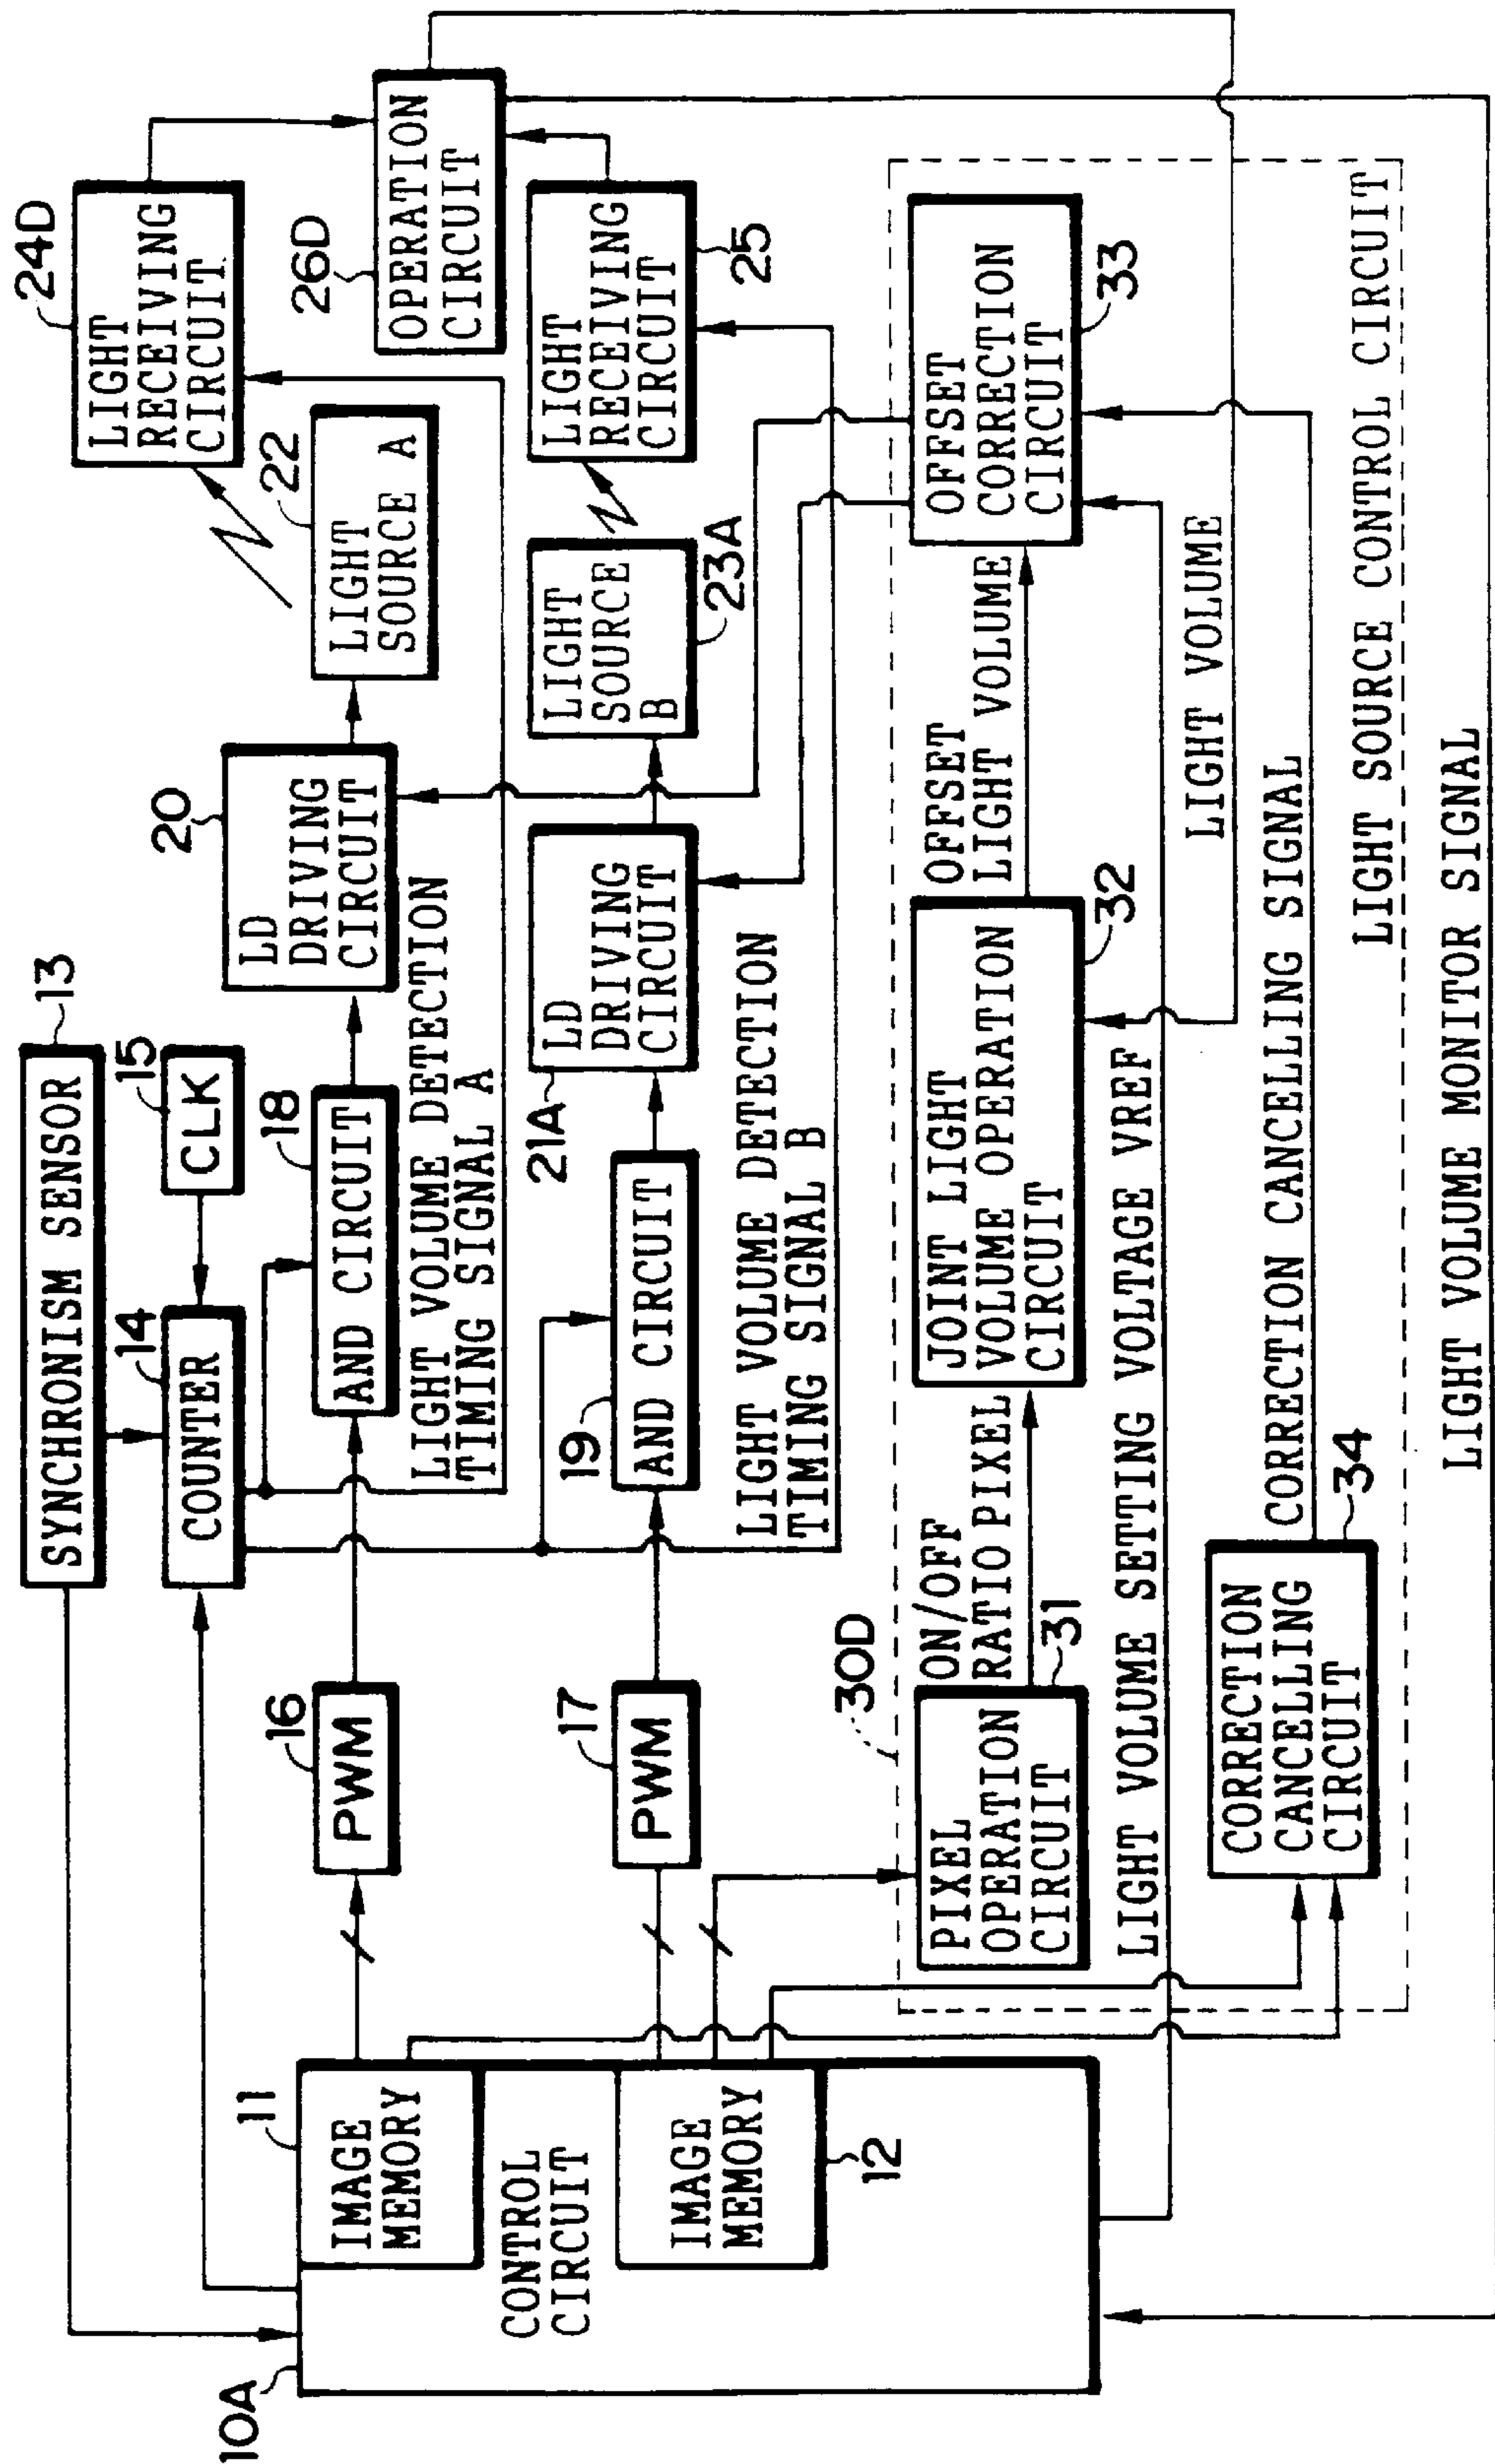 SYNCHRONISM SENSOR
13
COUNTER
14
CLK
15
10A
CONTROL
CIRCUIT
IMAGE
MEMORY
11
IMAGE
MEMORY
12
PWM
16
PWM
17
AND CIRCUIT
18
AND CIRCUIT
19
LIGHT VOLUME DETECTION
TIMING SIGNAL A
LIGHT VOLUME DETECTION
TIMING SIGNAL B
LD
DRIVING
CIRCUIT
20
LD
DRIVING
CIRCUIT
21A
LIGHT
SOURCE A
22
LIGHT
SOURCE
B
23A
LIGHT
RECEIVING
CIRCUIT
24D
LIGHT
RECEIVING
CIRCUIT
25
OPERATION
CIRCUIT
26D
30D
PIXEL
OPERATION
CIRCUIT
31
ON/OFF
RATIO PIXEL
JOINT LIGHT
VOLUME OPERATION
CIRCUIT
32
OFFSET
LIGHT VOLUME
OFFSET
CORRECTION
CIRCUIT
33
LIGHT VOLUME SETTING VOLTAGE VREF
LIGHT VOLUME
CORRECTION
CANCELLING
CIRCUIT
34
CORRECTION CANCELLING SIGNAL
LIGHT SOURCE CONTROL CIRCUIT
LIGHT VOLUME MONITOR SIGNAL